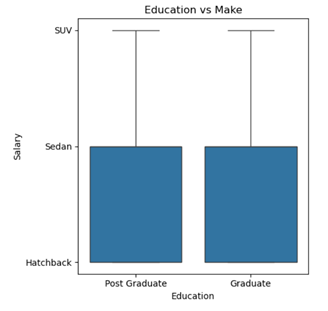 Education vs Make
SUV
Sedan
Hatchback
Salary
Post Graduate
Graduate
Education